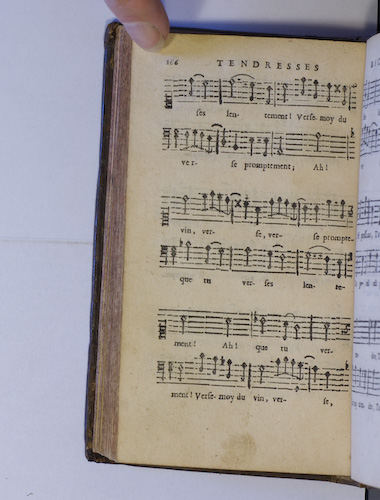 166 TENDRESSES
ses len- tement! Verse-moy du
ver- se promptement; Ah!
vin, ver- se, ver- se prompte-
que tu ver- ses len- te-
ment! Ah! que tu ver-
ment! Verse-moy du vin, ver- se,